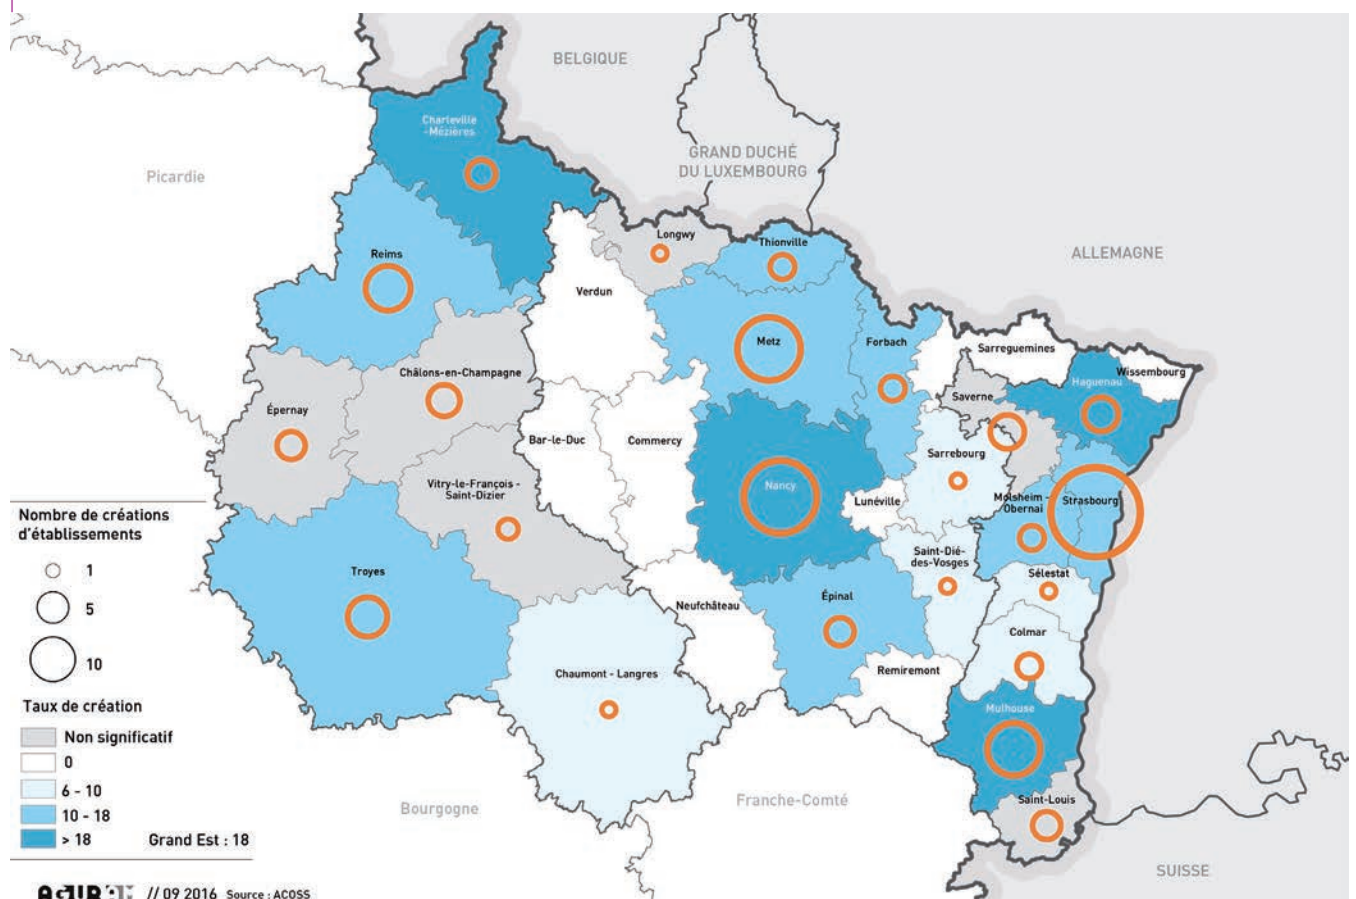 BELGIQUE
Charleville
-Mézières
GRAND DUCHÉ
DU LUXEMBOURG
Picardie
Longwy
Thionville
ALLEMAGNE
Reims
Verdun
Metz
Forbach
Sarreguimines
Wissembourg
Châlons-en-Champagne
Haguenau
Saverne
Épernay
Bar-le-Duc
Commercy
Sarrebourg
Vitry-le-François -
Saint-Dizier
Nancy
Lunéville
Molsheim -
Obernai
Strasbourg
Nombre de créations
d'établissements
1
5
10
Saint-Dié-
des-Vosges
Sélestat
Troyes
Épinal
Neufchâteau
Colmar
Chaumont - Langres
Remiremont
Taux de création
Mulhouse
Non significatif
0
6 - 10
10 - 18
> 18
Grand Est : 18
Bourgogne
Franche-Comté
Saint-Louis
SUISSE
// 09 2016 Source : ACOSS